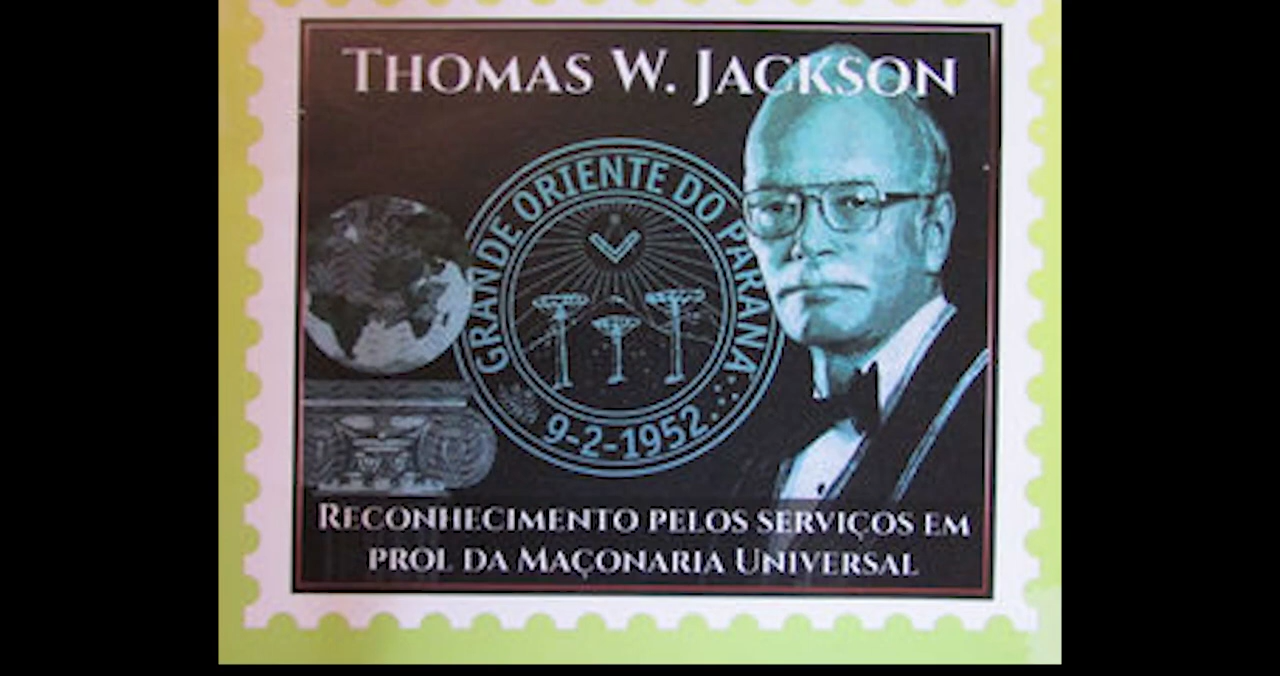 THOMAS W. JACKSON
GRANDE ORIENTE DO PARANÁ
9-2-1952
RECONHECIMENTO PELOS SERVIÇOS EM
PROL DA MAÇONARIA UNIVERSAL